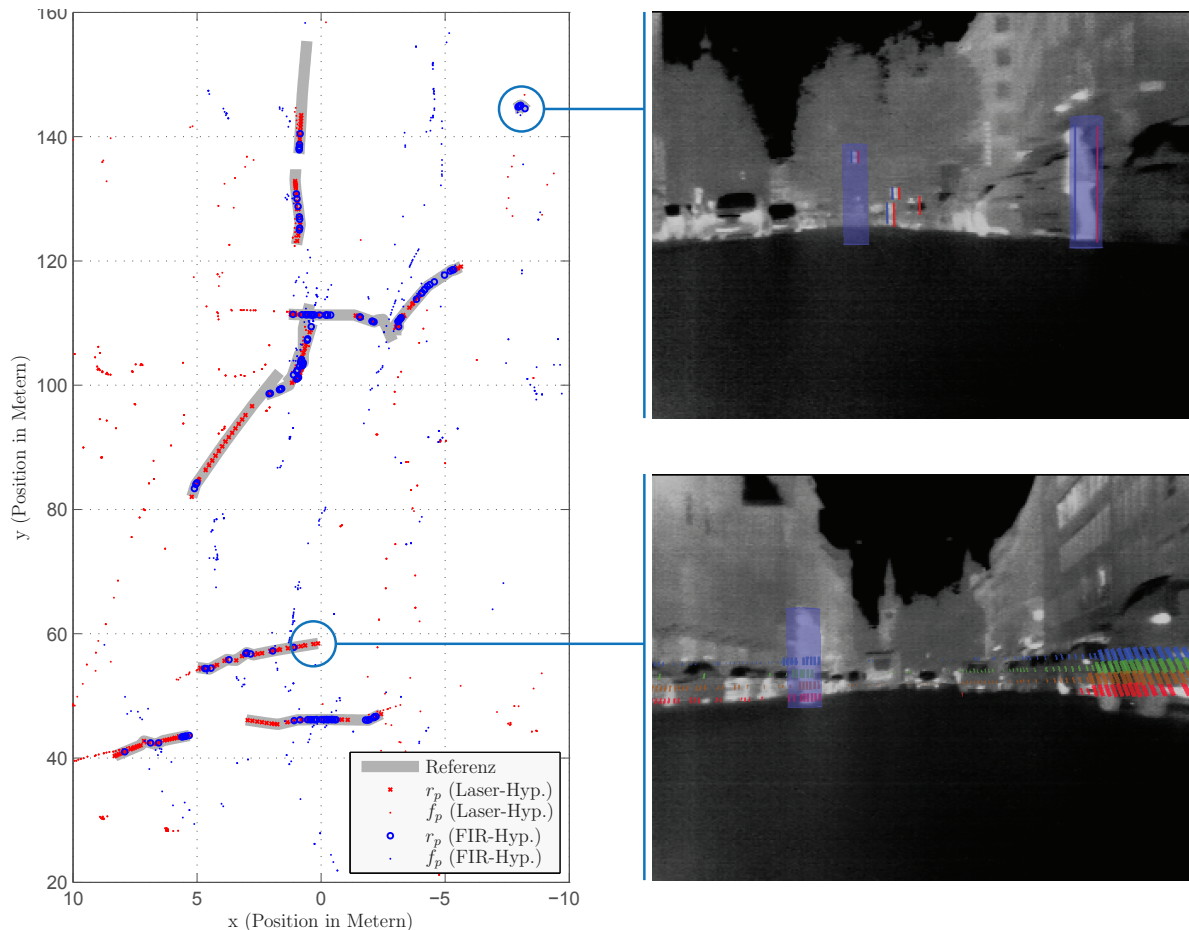 160
140
120
100
80
60
40
20
y (Position in Metern)
10
5
0
−5
−10
x (Position in Metern)
Referenz
r_p (Laser-Hyp.)
f_p (Laser-Hyp.)
r_p (FIR-Hyp.)
f_p (FIR-Hyp.)